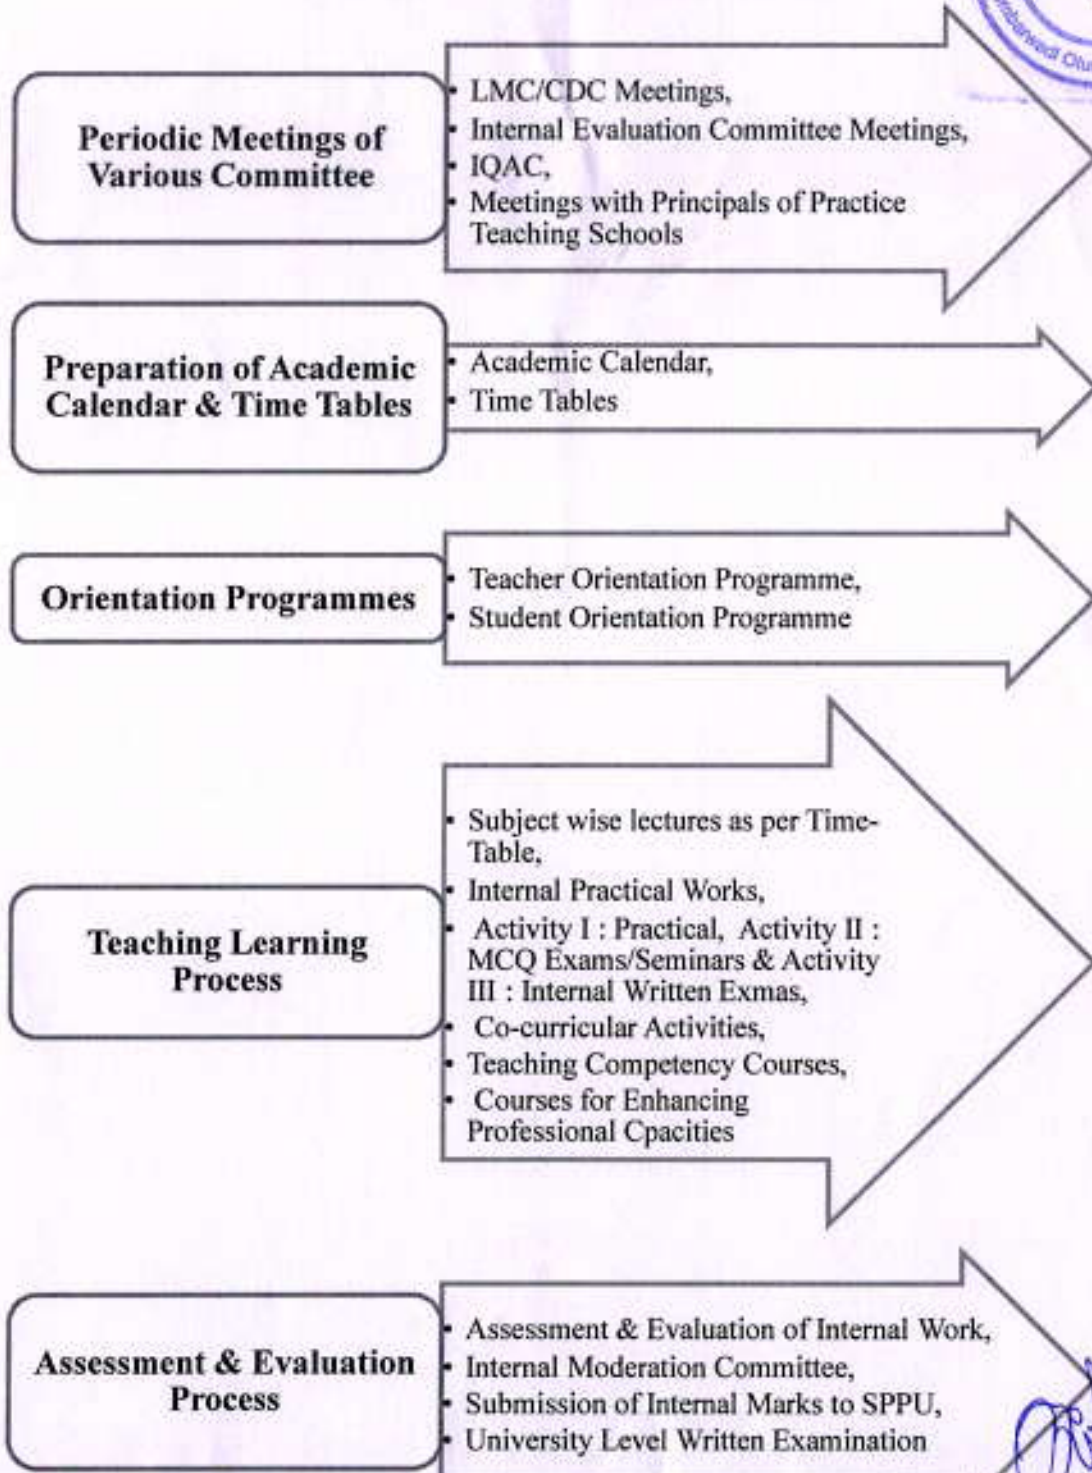 Periodic Meetings of
Various Committee
• LMC/CDC Meetings,
• Internal Evaluation Committee Meetings,
• IQAC,
• Meetings with Principals of Practice
Teaching Schools
Preparation of Academic
Calendar & Time Tables
• Academic Calendar,
• Time Tables
Orientation Programmes
• Teacher Orientation Programme,
• Student Orientation Programme
Teaching Learning
Process
• Subject wise lectures as per Time-
Table,
• Internal Practical Works,
• Activity I : Practical, Activity II :
MCQ Exams/Seminars & Activity
III : Internal Written Exmas,
• Co-curricular Activities,
• Teaching Competency Courses,
• Courses for Enhancing
Professional Cpacities
Assessment & Evaluation
Process
• Assessment & Evaluation of Internal Work,
• Internal Moderation Committee,
• Submission of Internal Marks to SPPU,
• University Level Written Examination